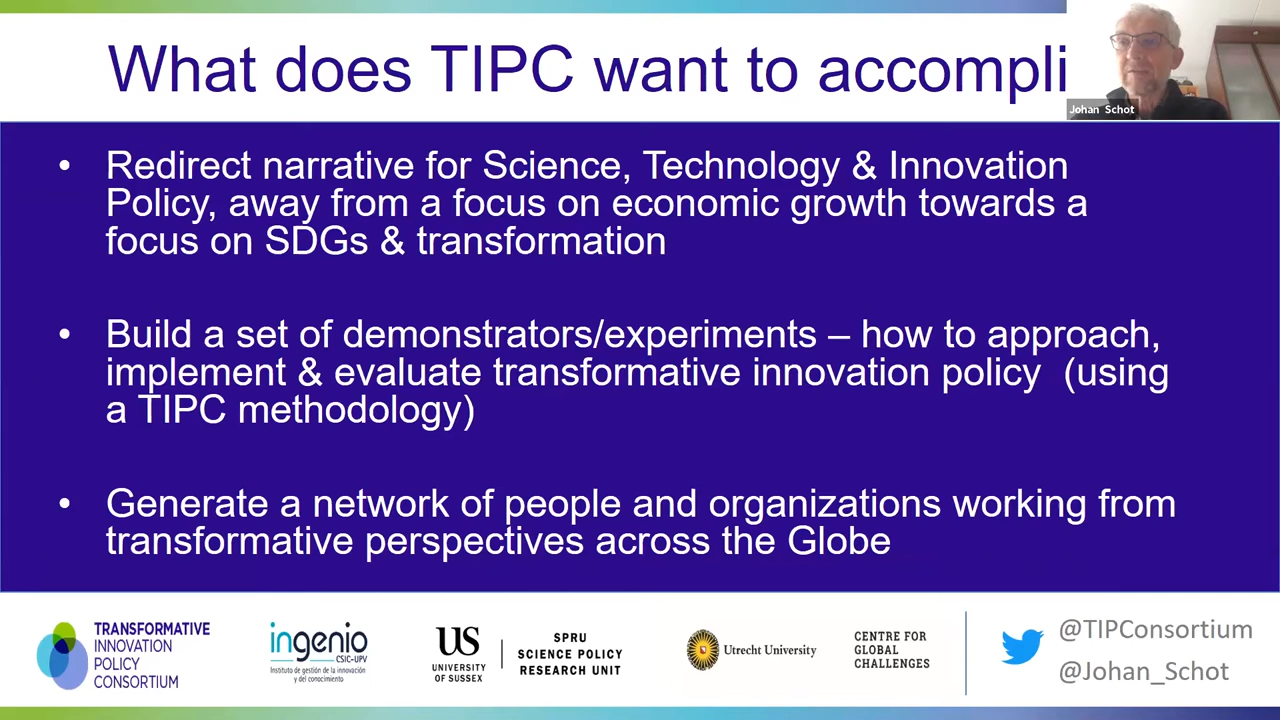 What does TIPC want to accompli
Johan Schot
• Redirect narrative for Science, Technology & Innovation
Policy, away from a focus on economic growth towards a
focus on SDGs & transformation
• Build a set of demonstrators/experiments – how to approach,
implement & evaluate transformative innovation policy (using
a TIPC methodology)
• Generate a network of people and organizations working from
transformative perspectives across the Globe
TRANSFORMATIVE
INNOVATION
POLICY
CONSORTIUM
ingenio
CSIC-UPV
Instituto de gestión de la innovación
y del conocimiento
US
UNIVERSITY
OF SUSSEX
SPRU
SCIENCE POLICY
RESEARCH UNIT
Utrecht University
CENTRE FOR
GLOBAL
CHALLENGES
@TIPConsortium
@Johan_Schot